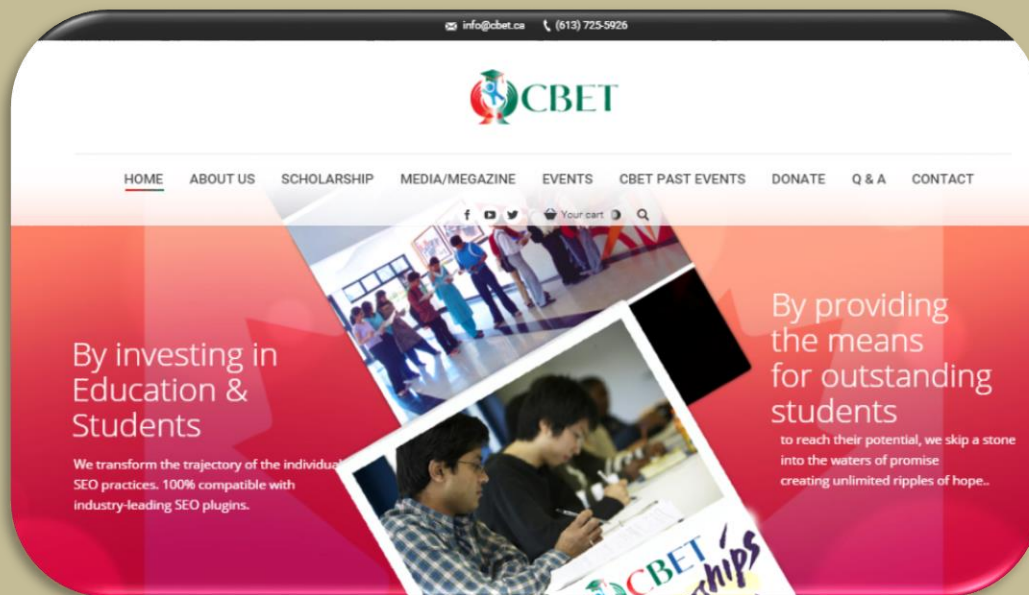 info@cbet.ca (613) 725-5926
CBET
HOME ABOUT US SCHOLARSHIP MEDIA/MEGAZINE EVENTS CBET PAST EVENTS DONATE Q & A CONTACT
Your cart
By investing in
Education &
Students
We transform the trajectory of the individual
SEO practices. 100% compatible with
industry-leading SEO plugins.
By providing
the means
for outstanding
students
to reach their potential, we skip a stone
into the waters of promise
creating unlimited ripples of hope..
CBET